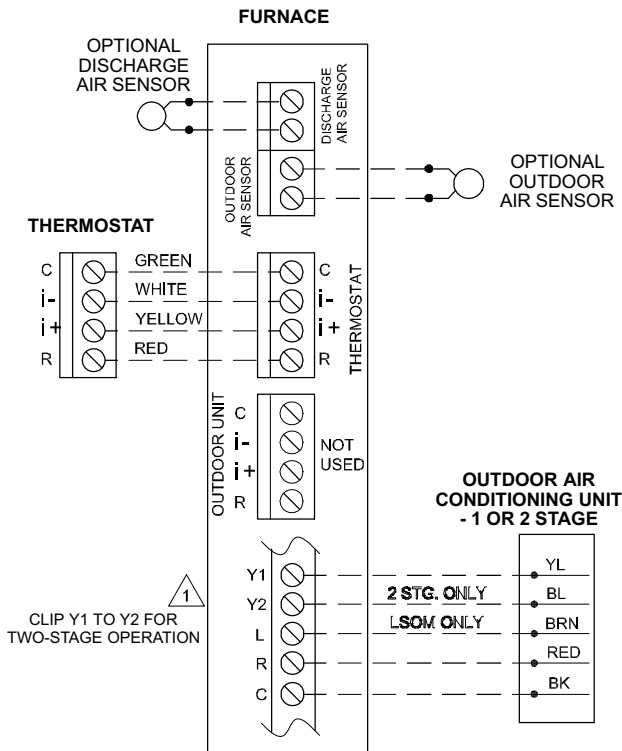 FURNACE
OPTIONAL
DISCHARGE
AIR SENSOR
DISCHARGE
AIR SENSOR
OUTDOOR
AIR SENSOR
OPTIONAL
OUTDOOR
AIR SENSOR
THERMOSTAT
C GREEN C
i- WHITE i-
i+ YELLOW i+
R RED R
THERMOSTAT
OUTDOOR UNIT
C
i-
i+
R
NOT
USED
OUTDOOR AIR
CONDITIONING UNIT
- 1 OR 2 STAGE
1
CLIP Y1 TO Y2 FOR
TWO-STAGE OPERATION
Y1 YL
Y2 2 STG. ONLY BL
L LSOM ONLY BRN
R RED
C BK